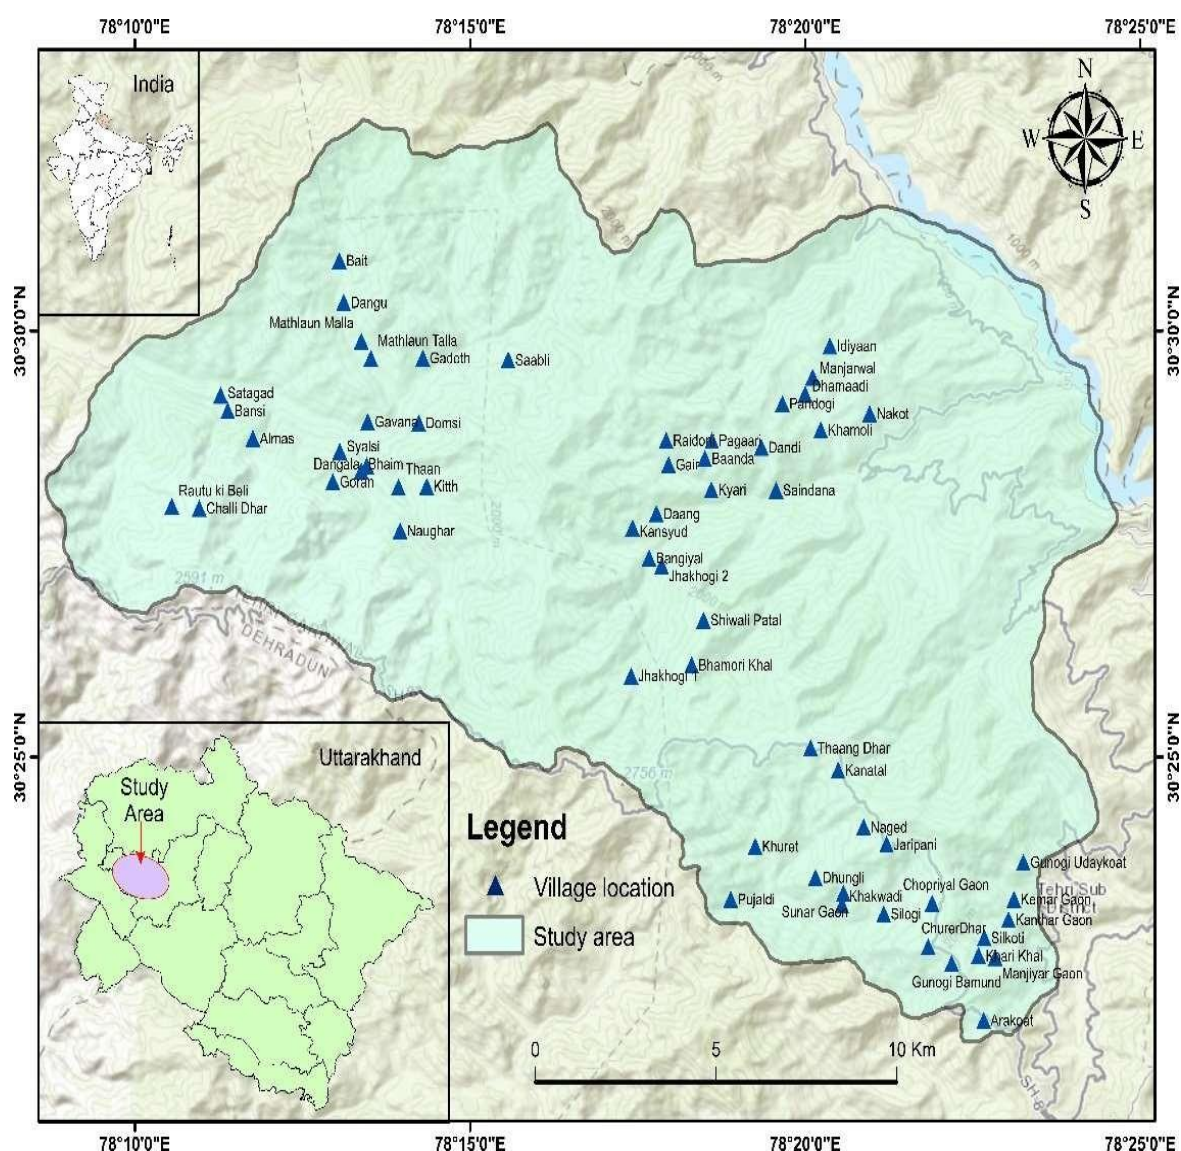 78°10'0"E
78°15'0"E
78°20'0"E
78°25'0"E
India
N
W
E
S
2000 m
1000 m
30°30'0"N
30°30'0"N
Bait
Dangu
Mathlaun Malla
Mathlaun Talla
Gadoth
Saabli
Idiyaan
Manjarwal
Dhamaadi
Pandogi
Nakot
Khamoli
Satagad
Bansi
Almas
Gavana
Domsi
Syalsi
Dangala
Bhaim
Thaan
Goran
Kitth
Rautu ki Beli
Challi Dhar
Naughar
Raidon
Pagaari
Dandi
Gair
Baanda
Kyari
Saindana
Daang
Kansyud
Bangiyal
Jhakhogi 2
Shiwali Patal
Bhamori Khal
Jhakhogi 1
2591 m
DEHRADUN
30°25'0"N
30°25'0"N
Thaang Dhar
Kanatal
2756 m
Naged
Jaripani
Khuret
Gunogi Udaykoat
Dhungli
Chopriyal Gaon
Tehri Sub
District
Pujaldi
Khakwadi
Kemar Gaon
Sunar Gaon
Silogi
Kanthar Gaon
ChurerDhar
Silkoti
Khari Khal
Manjiyar Gaon
Gunogi Bamund
Arakoat
Uttarakhand
Study
Area
Legend
Village location
Study area
0
5
10 Km
78°10'0"E
78°15'0"E
78°20'0"E
78°25'0"E